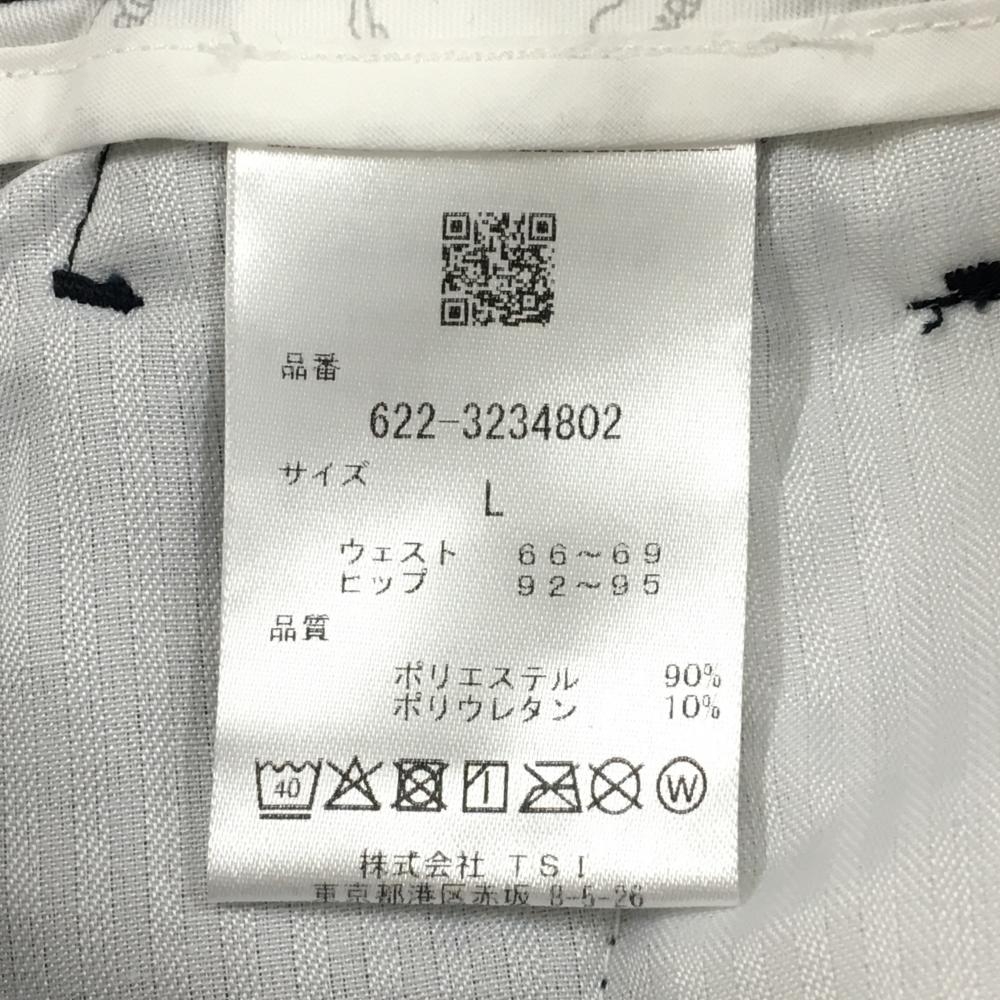 品番
622-3234802
サイズ
L
ウェスト 66～69
ヒップ 92～95
品質
ポリエステル 90%
ポリウレタン 10%
40
W
株式会社 TSI
東京都港区赤坂 8-5-26